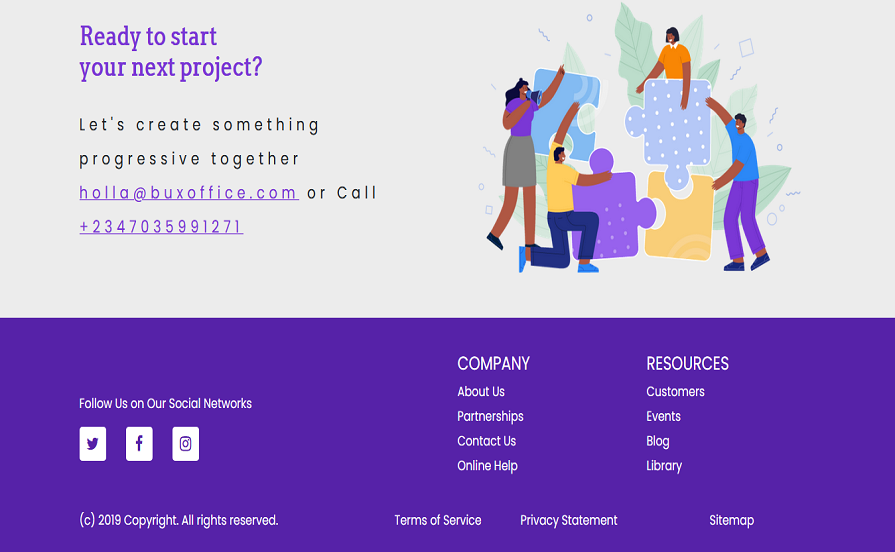 Ready to start
your next project?
Let's create something
progressive together
holla@buxoffice.com or Call
+2347035991271
COMPANY
About Us
Partnerships
Contact Us
Online Help
RESOURCES
Customers
Events
Blog
Library
Follow Us on Our Social Networks
(c) 2019 Copyright. All rights reserved.
Terms of Service
Privacy Statement
Sitemap